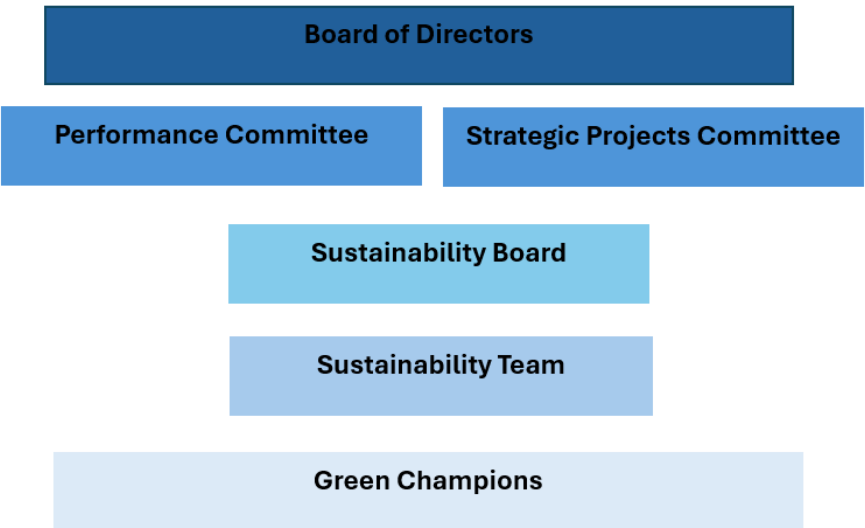 Board of Directors
Performance Committee
Strategic Projects Committee
Sustainability Board
Sustainability Team
Green Champions